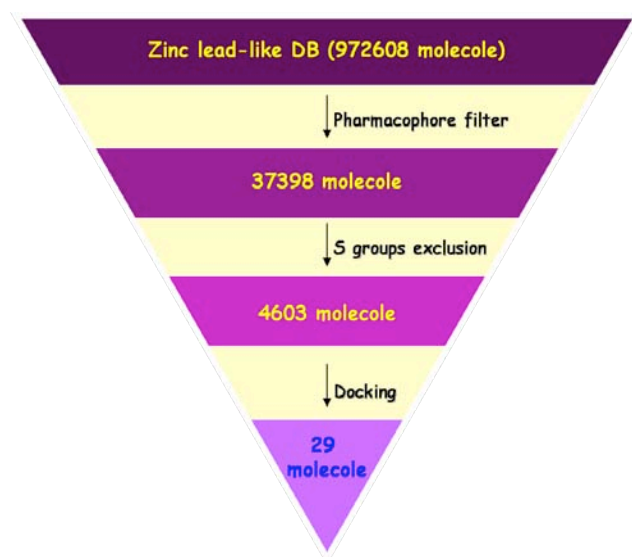 Zinc lead-like DB (972608 molecole)
Pharmacophore filter
37398 molecole
S groups exclusion
4603 molecole
Docking
29
molecole